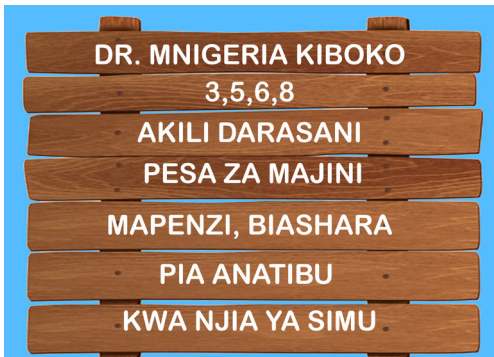 DR. MNIGERIA KIBOKO
3,5,6,8
AKILI DARASANI
PESA ZA MAJINI
MAPENZI, BIASHARA
PIA ANATIBU
KWA NJIA YA SIMU